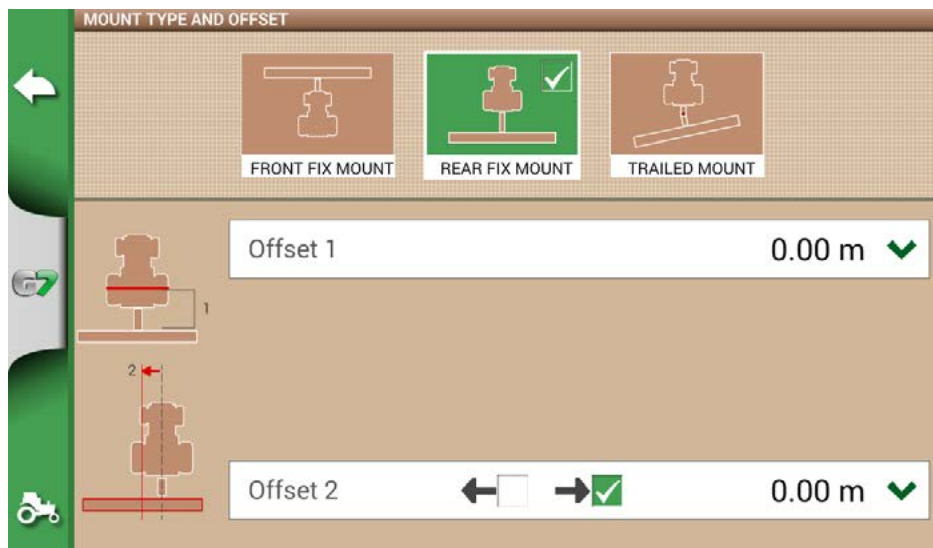 MOUNT TYPE AND OFFSET
FRONT FIX MOUNT
REAR FIX MOUNT
TRAILED MOUNT
Offset 1
0.00 m
G7
1
2
Offset 2
0.00 m